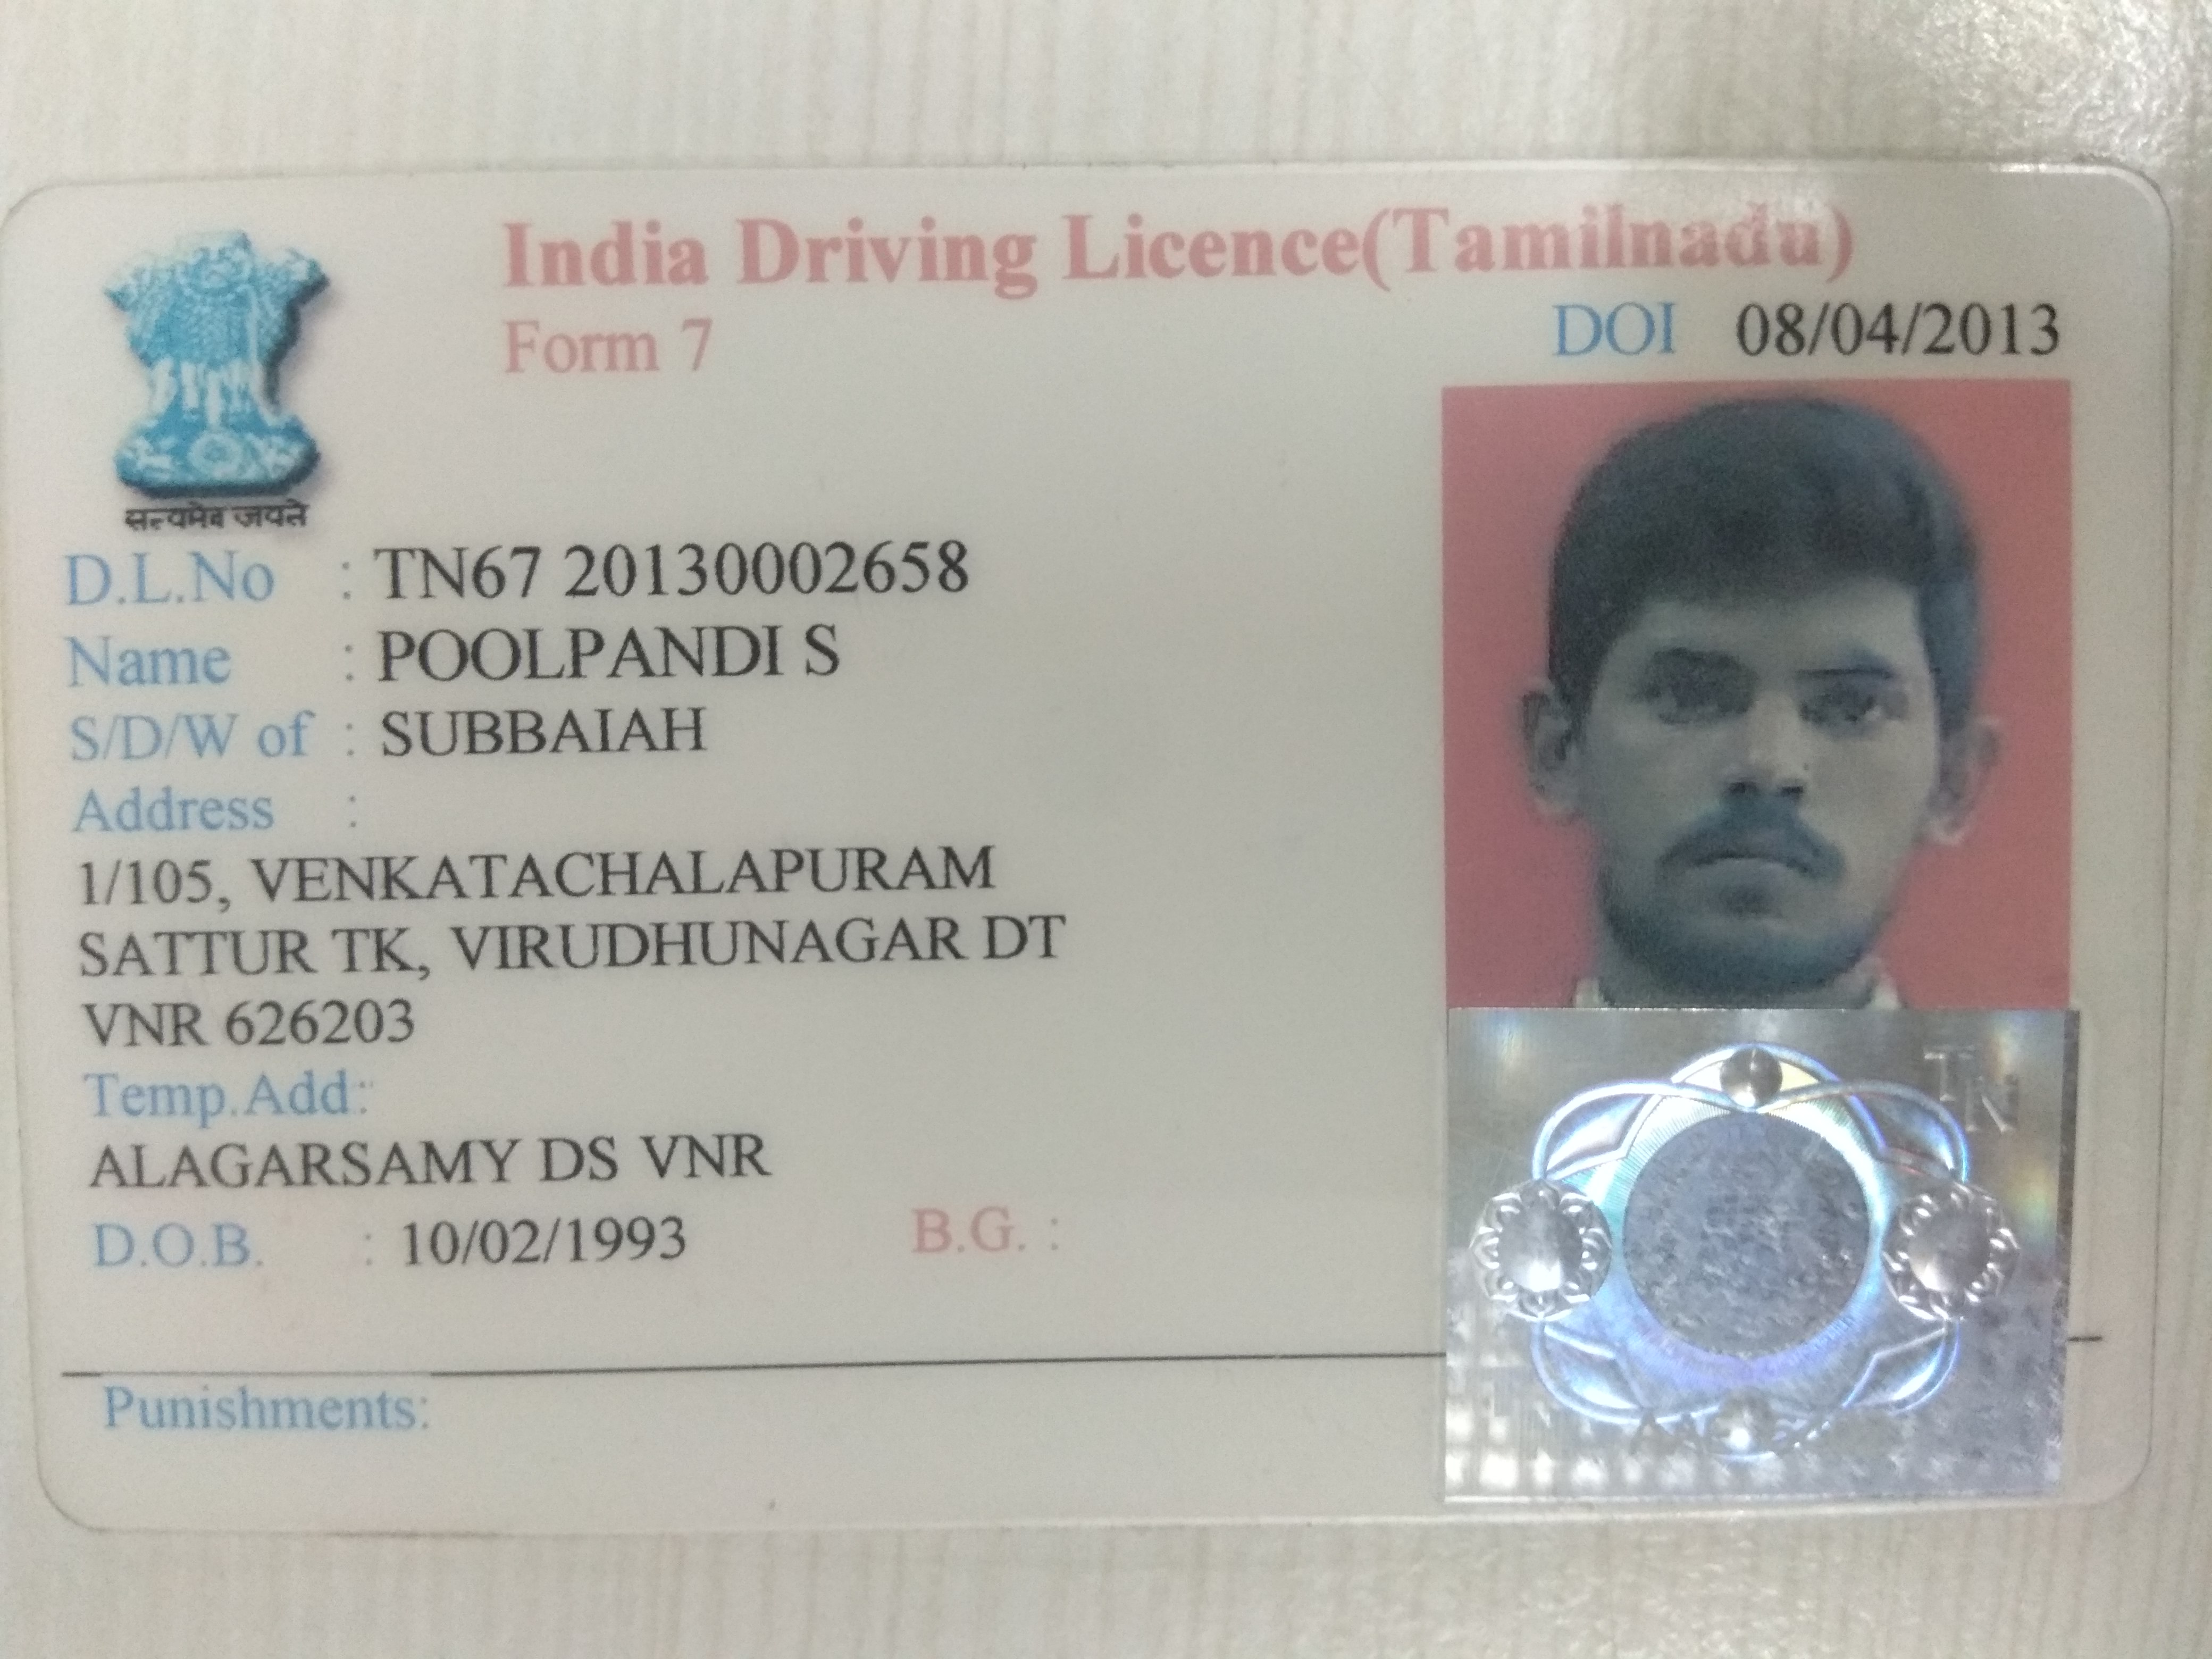 India Driving Licence(Tamilnadu)
Form 7
DOI 08/04/2013
सत्यमेव जयते
D.L.No : TN67 20130002658
Name : POOLPANDI S
S/D/W of : SUBBAIAH
Address :
1/105, VENKATACHALAPURAM
SATTUR TK, VIRUDHUNAGAR DT
VNR 626203
Temp.Add:
ALAGARSAMY DS VNR
D.O.B. : 10/02/1993 B.G. :
Punishments:
TN